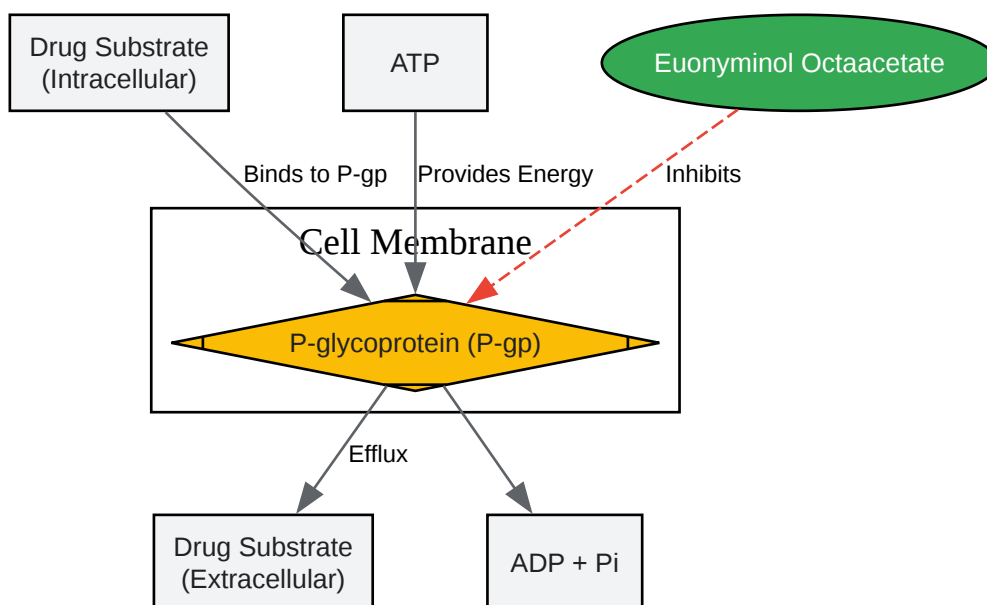 Drug Substrate
(Intracellular)
ATP
Euonyminol Octaacetate
Binds to P-gp
Provides Energy
Inhibits
Cell Membrane
P-glycoprotein (P-gp)
Efflux
Drug Substrate
(Extracellular)
ADP + Pi